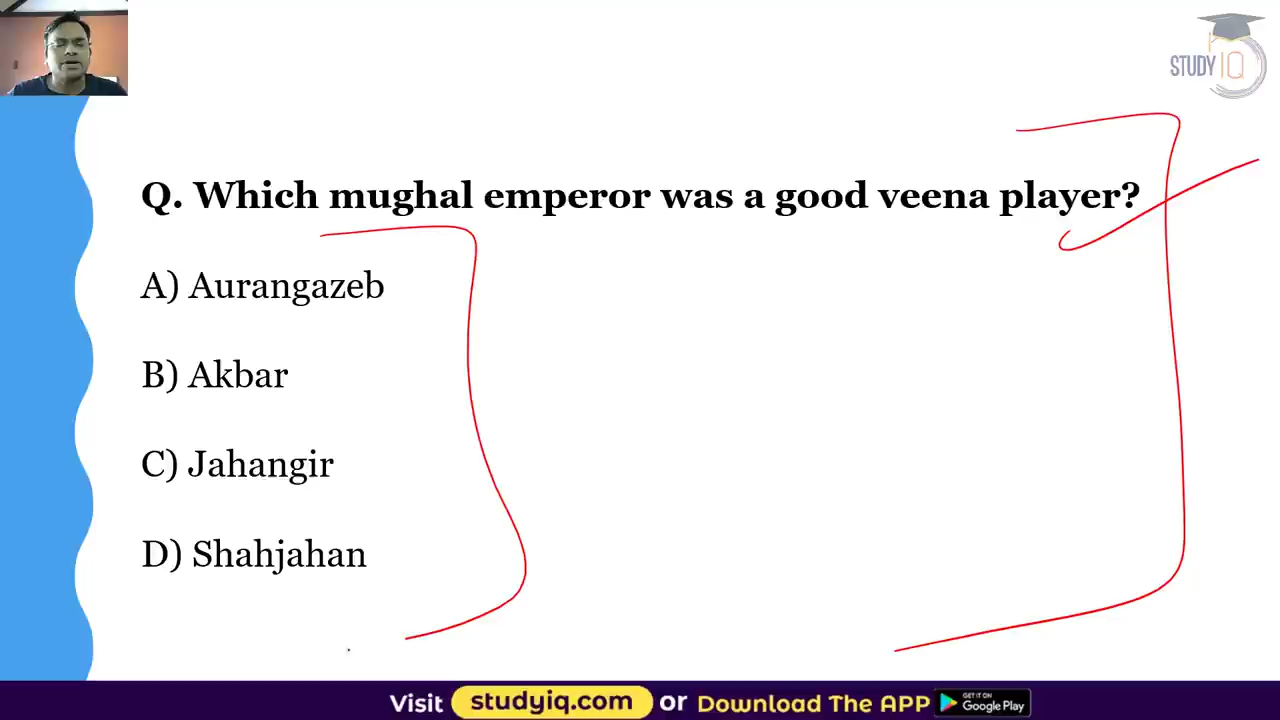 STUDY IQ
Q. Which mughal emperor was a good veena player?
A) Aurangazeb
B) Akbar
C) Jahangir
D) Shahjahan
Visit studyiq.com or Download The APP GET IT ON Google Play